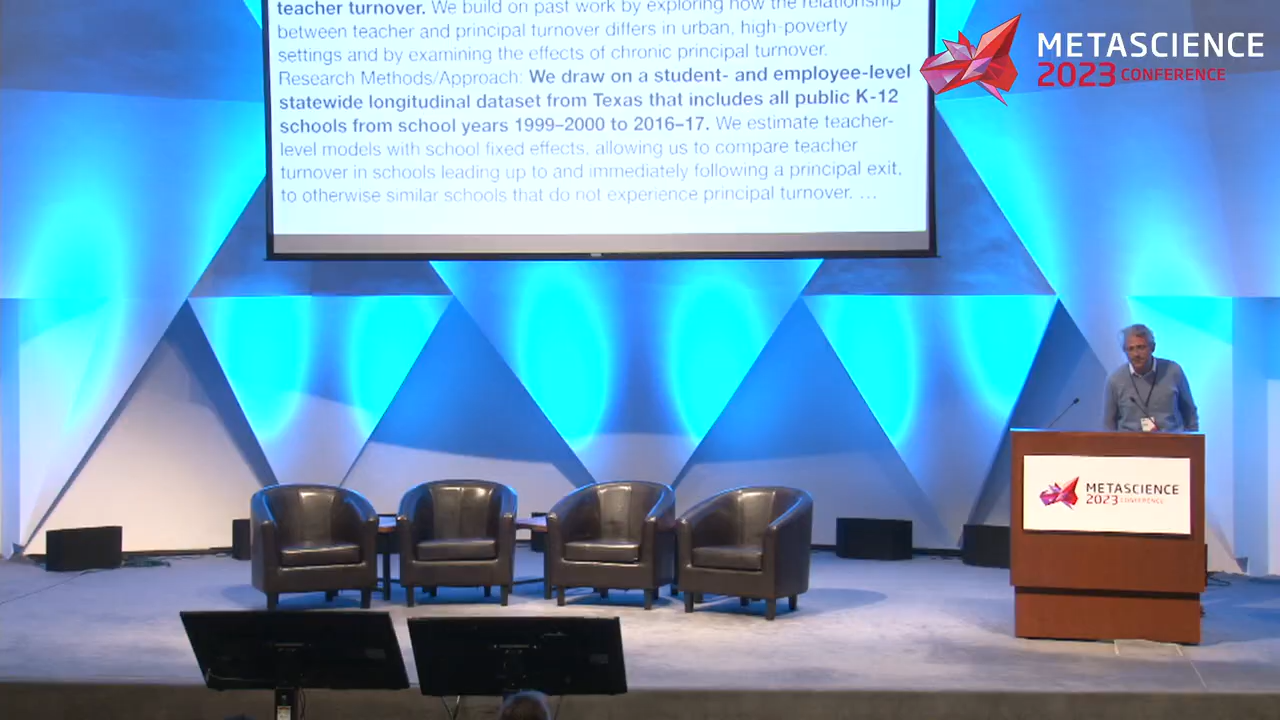 teacher turnover. We build on past work by exploring how the relationship
between teacher and principal turnover differs in urban, high-poverty
settings and by examining the effects of chronic principal turnover.
Research Methods/Approach: We draw on a student- and employee-level
statewide longitudinal dataset from Texas that includes all public K-12
schools from school years 1999–2000 to 2016–17. We estimate teacher-
level models with school fixed effects, allowing us to compare teacher
turnover in schools leading up to and immediately following a principal exit,
to otherwise similar schools that do not experience principal turnover. …
METASCIENCE
2023 CONFERENCE
METASCIENCE
2023 CONFERENCE